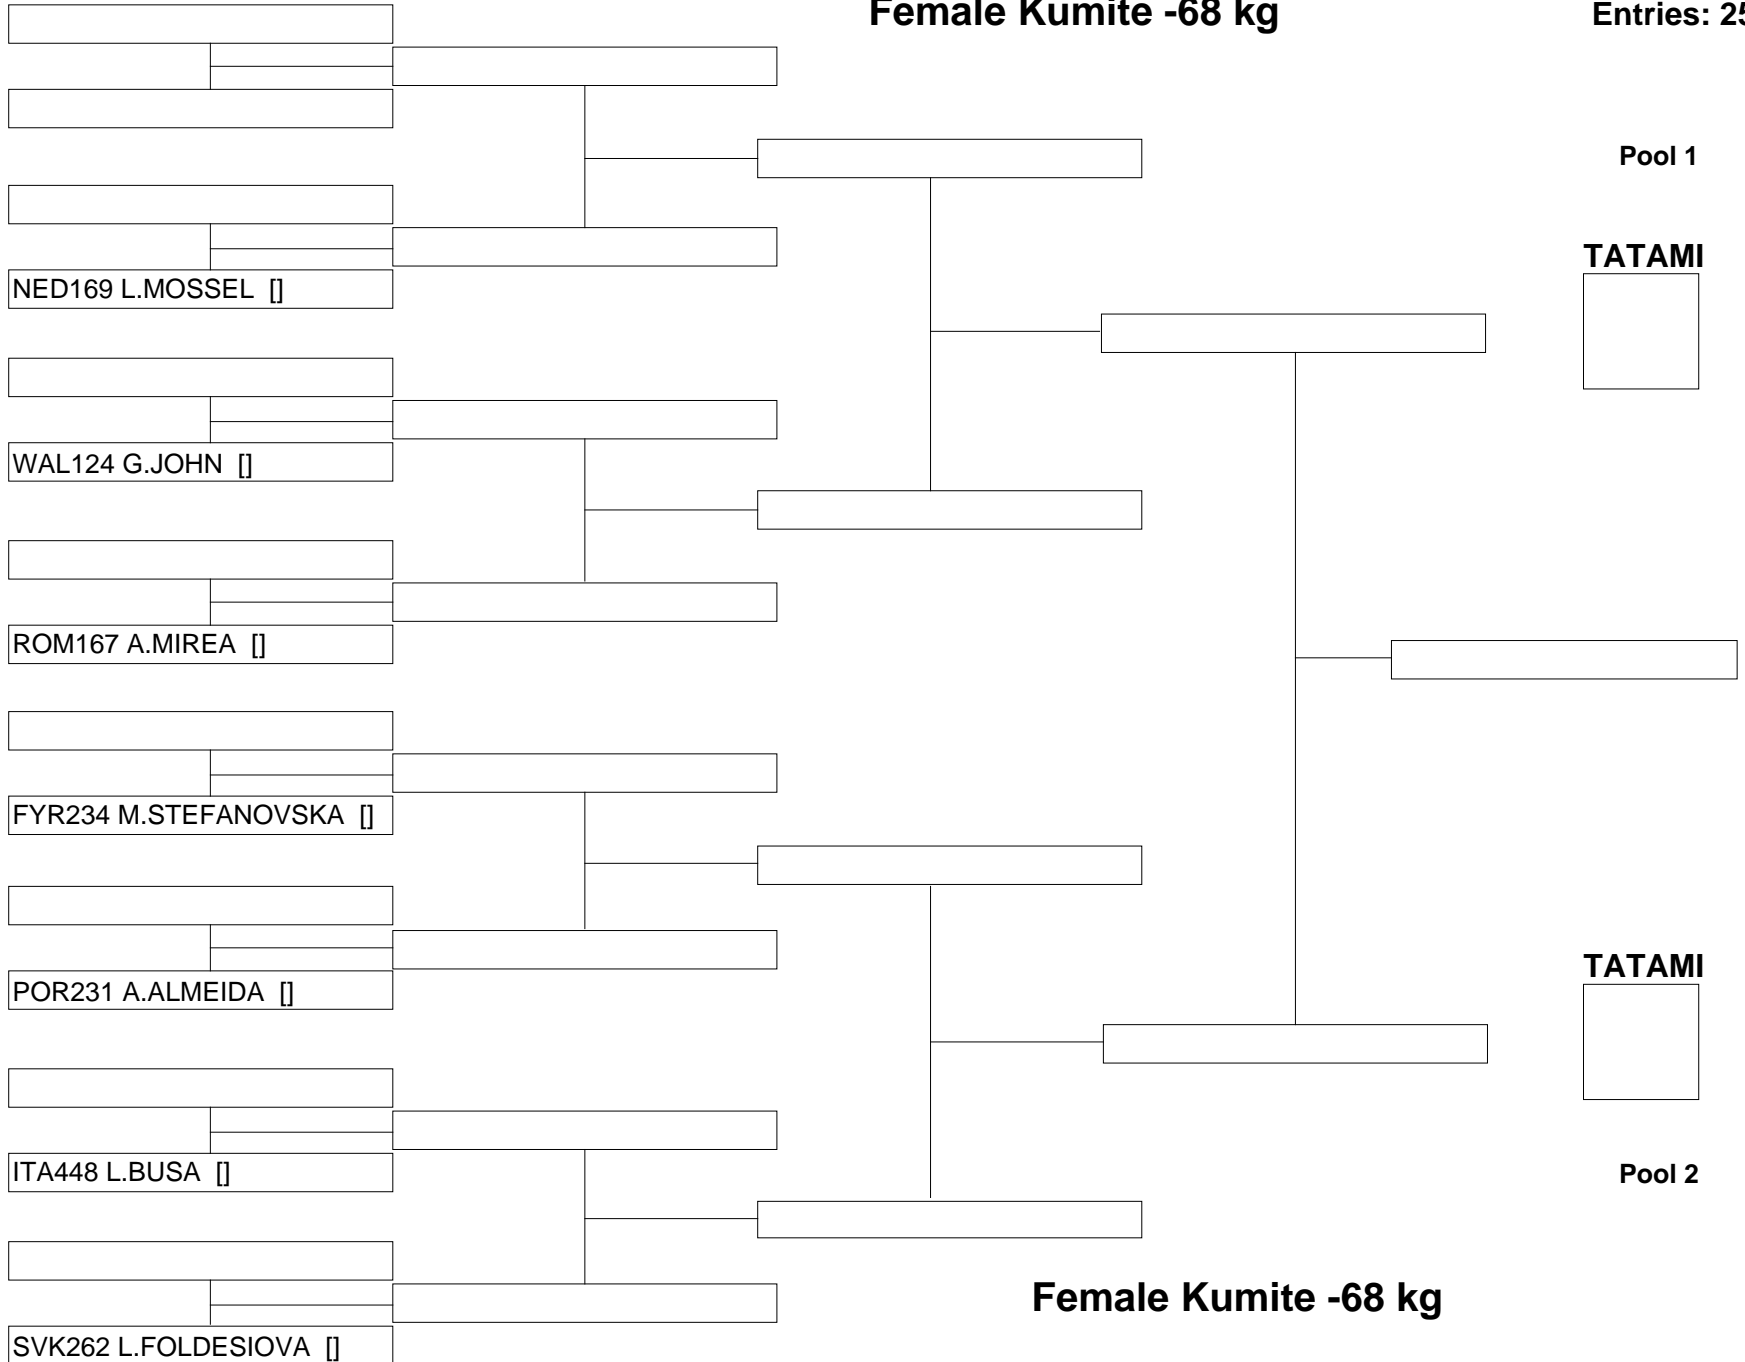 Female Kumite -68 kg
Entries: 25
Pool 1
TATAMI
NED169 L.MOSSEL []
WAL124 G.JOHN []
ROM167 A.MIREA []
FYR234 M.STEFANOVSKA []
POR231 A.ALMEIDA []
TATAMI
ITA448 L.BUSA []
Pool 2
Female Kumite -68 kg
SVK262 L.FOLDESIOVA []